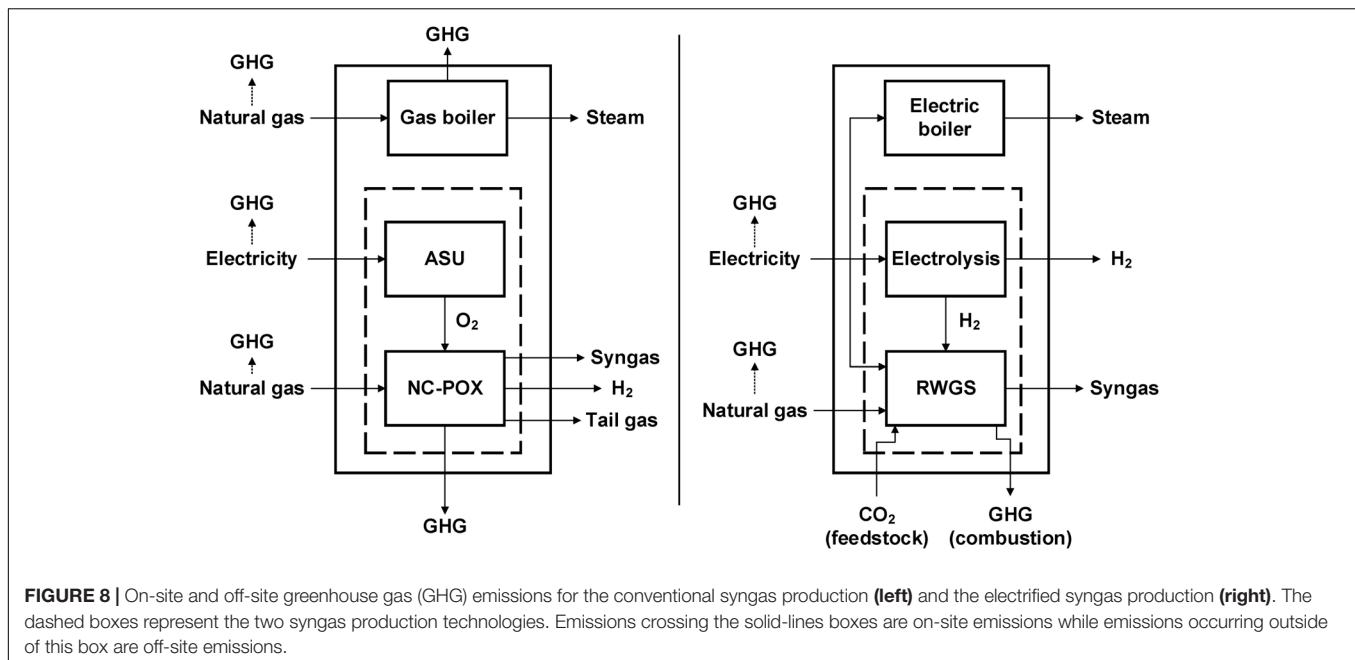 GHG
GHG
Natural gas
Gas boiler
Steam
GHG
Electricity
ASU
O₂
GHG
Natural gas
NC-POX
Syngas
H₂
Tail gas
GHG
Electric
boiler
Steam
GHG
Electricity
Electrolysis
H₂
H₂
GHG
Natural gas
RWGS
Syngas
CO₂
(feedstock)
GHG
(combustion)
FIGURE 8 | On-site and off-site greenhouse gas (GHG) emissions for the conventional syngas production (left) and the electrified syngas production (right). The
dashed boxes represent the two syngas production technologies. Emissions crossing the solid-lines boxes are on-site emissions while emissions occurring outside
of this box are off-site emissions.